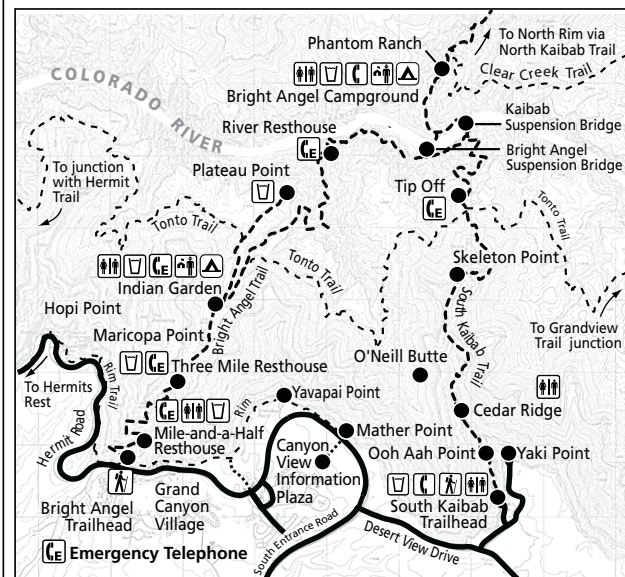 Phantom Ranch
To North Rim via
North Kaibab Trail
Clear Creek Trail
COLORADO RIVER
Bright Angel Campground
Kaibab
Suspension Bridge
River Resthouse
E
Bright Angel
Suspension Bridge
To junction
with Hermit
Trail
Plateau Point
Tip Off
E
Tonto Trail
Tonto Trail
Tonto Trail
E
Indian Garden
Skeleton Point
Bright Angel Trail
South Kaibab Trail
Hopi Point
Maricopa Point
To Grandview
Trail junction
O'Neill Butte
E
Three Mile Resthouse
Rim Trail
To Hermits
Rest
Yavapai Point
E
Rim
Cedar Ridge
Hermit Road
Mile-and-a-Half
Resthouse
Mather Point
Canyon
View
Information
Plaza
Ooh Aah Point
Yaki Point
Bright Angel
Trailhead
Grand
Canyon
Village
South Kaibab
Trailhead
South Entrance Road
Desert View Drive
E Emergency Telephone